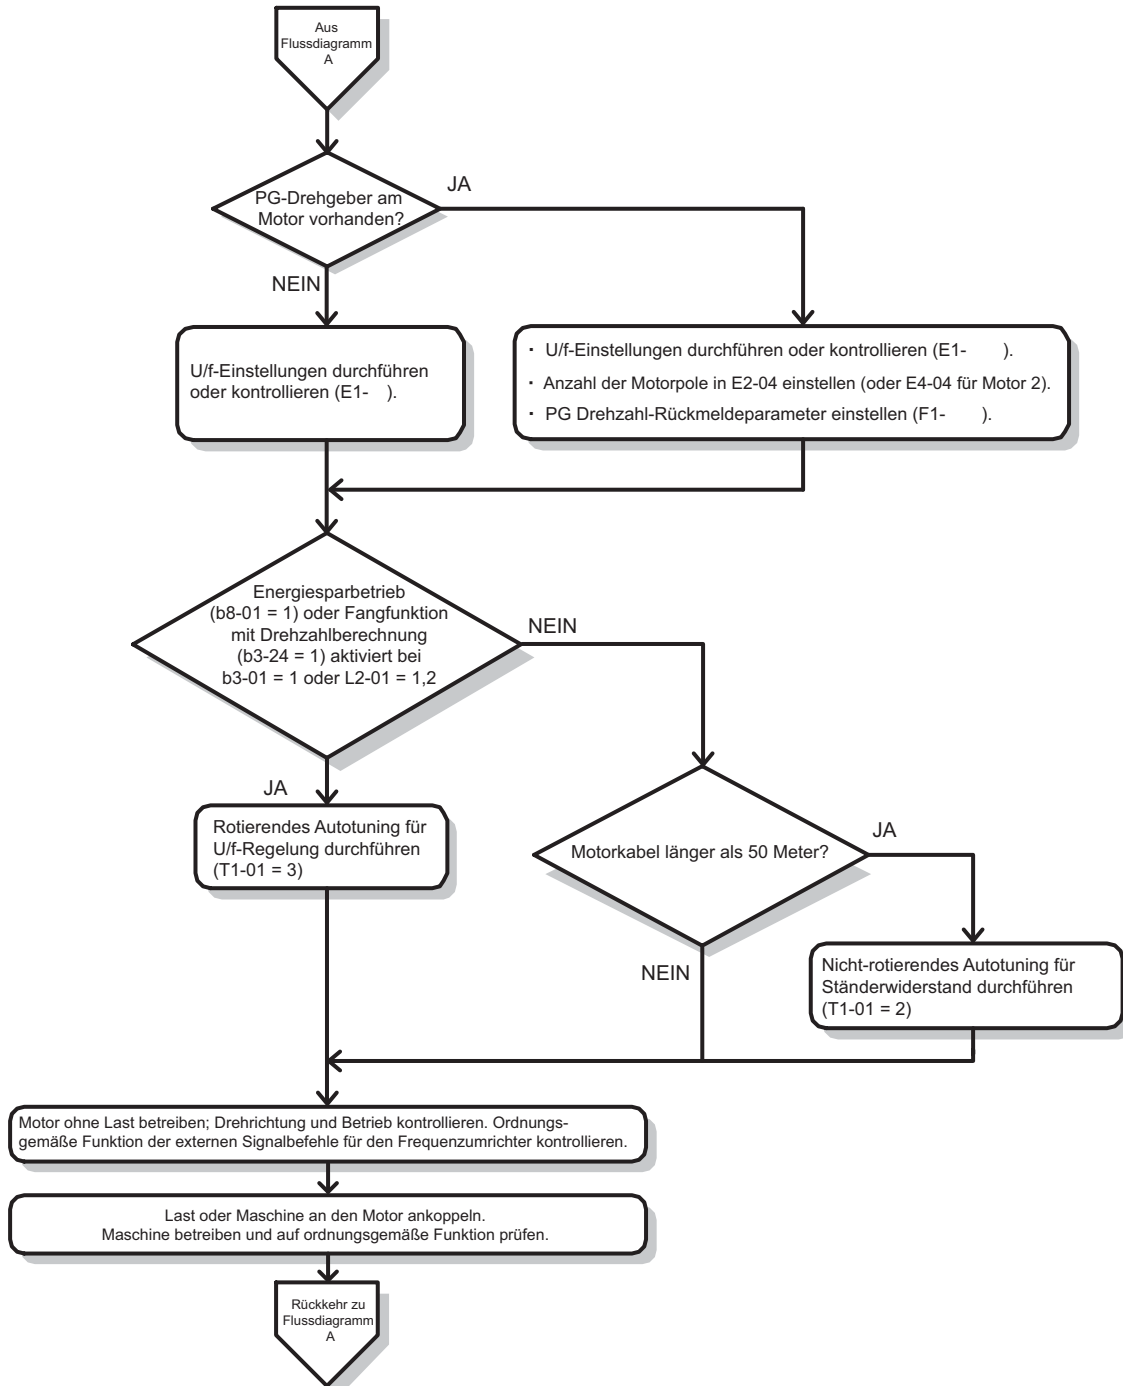 Aus
Flussdiagramm
A
PG-Drehgeber am
Motor vorhanden?
JA
NEIN
U/f-Einstellungen durchführen
oder kontrollieren (E1-   ).
· U/f-Einstellungen durchführen oder kontrollieren (E1-      ).
· Anzahl der Motorpole in E2-04 einstellen (oder E4-04 für Motor 2).
· PG Drehzahl-Rückmeldeparameter einstellen (F1-      ).
Energiesparbetrieb
(b8-01 = 1) oder Fangfunktion
mit Drehzahlberechnung
(b3-24 = 1) aktiviert bei
b3-01 = 1 oder L2-01 = 1,2
NEIN
JA
Rotierendes Autotuning für
U/f-Regelung durchführen
(T1-01 = 3)
Motorkabel länger als 50 Meter?
JA
NEIN
Nicht-rotierendes Autotuning für
Ständerwiderstand durchführen
(T1-01 = 2)
Motor ohne Last betreiben; Drehrichtung und Betrieb kontrollieren. Ordnungs-
gemäße Funktion der externen Signalbefehle für den Frequenzumrichter kontrollieren.
Last oder Maschine an den Motor ankoppeln.
Maschine betreiben und auf ordnungsgemäße Funktion prüfen.
Rückkehr zu
Flussdiagramm
A